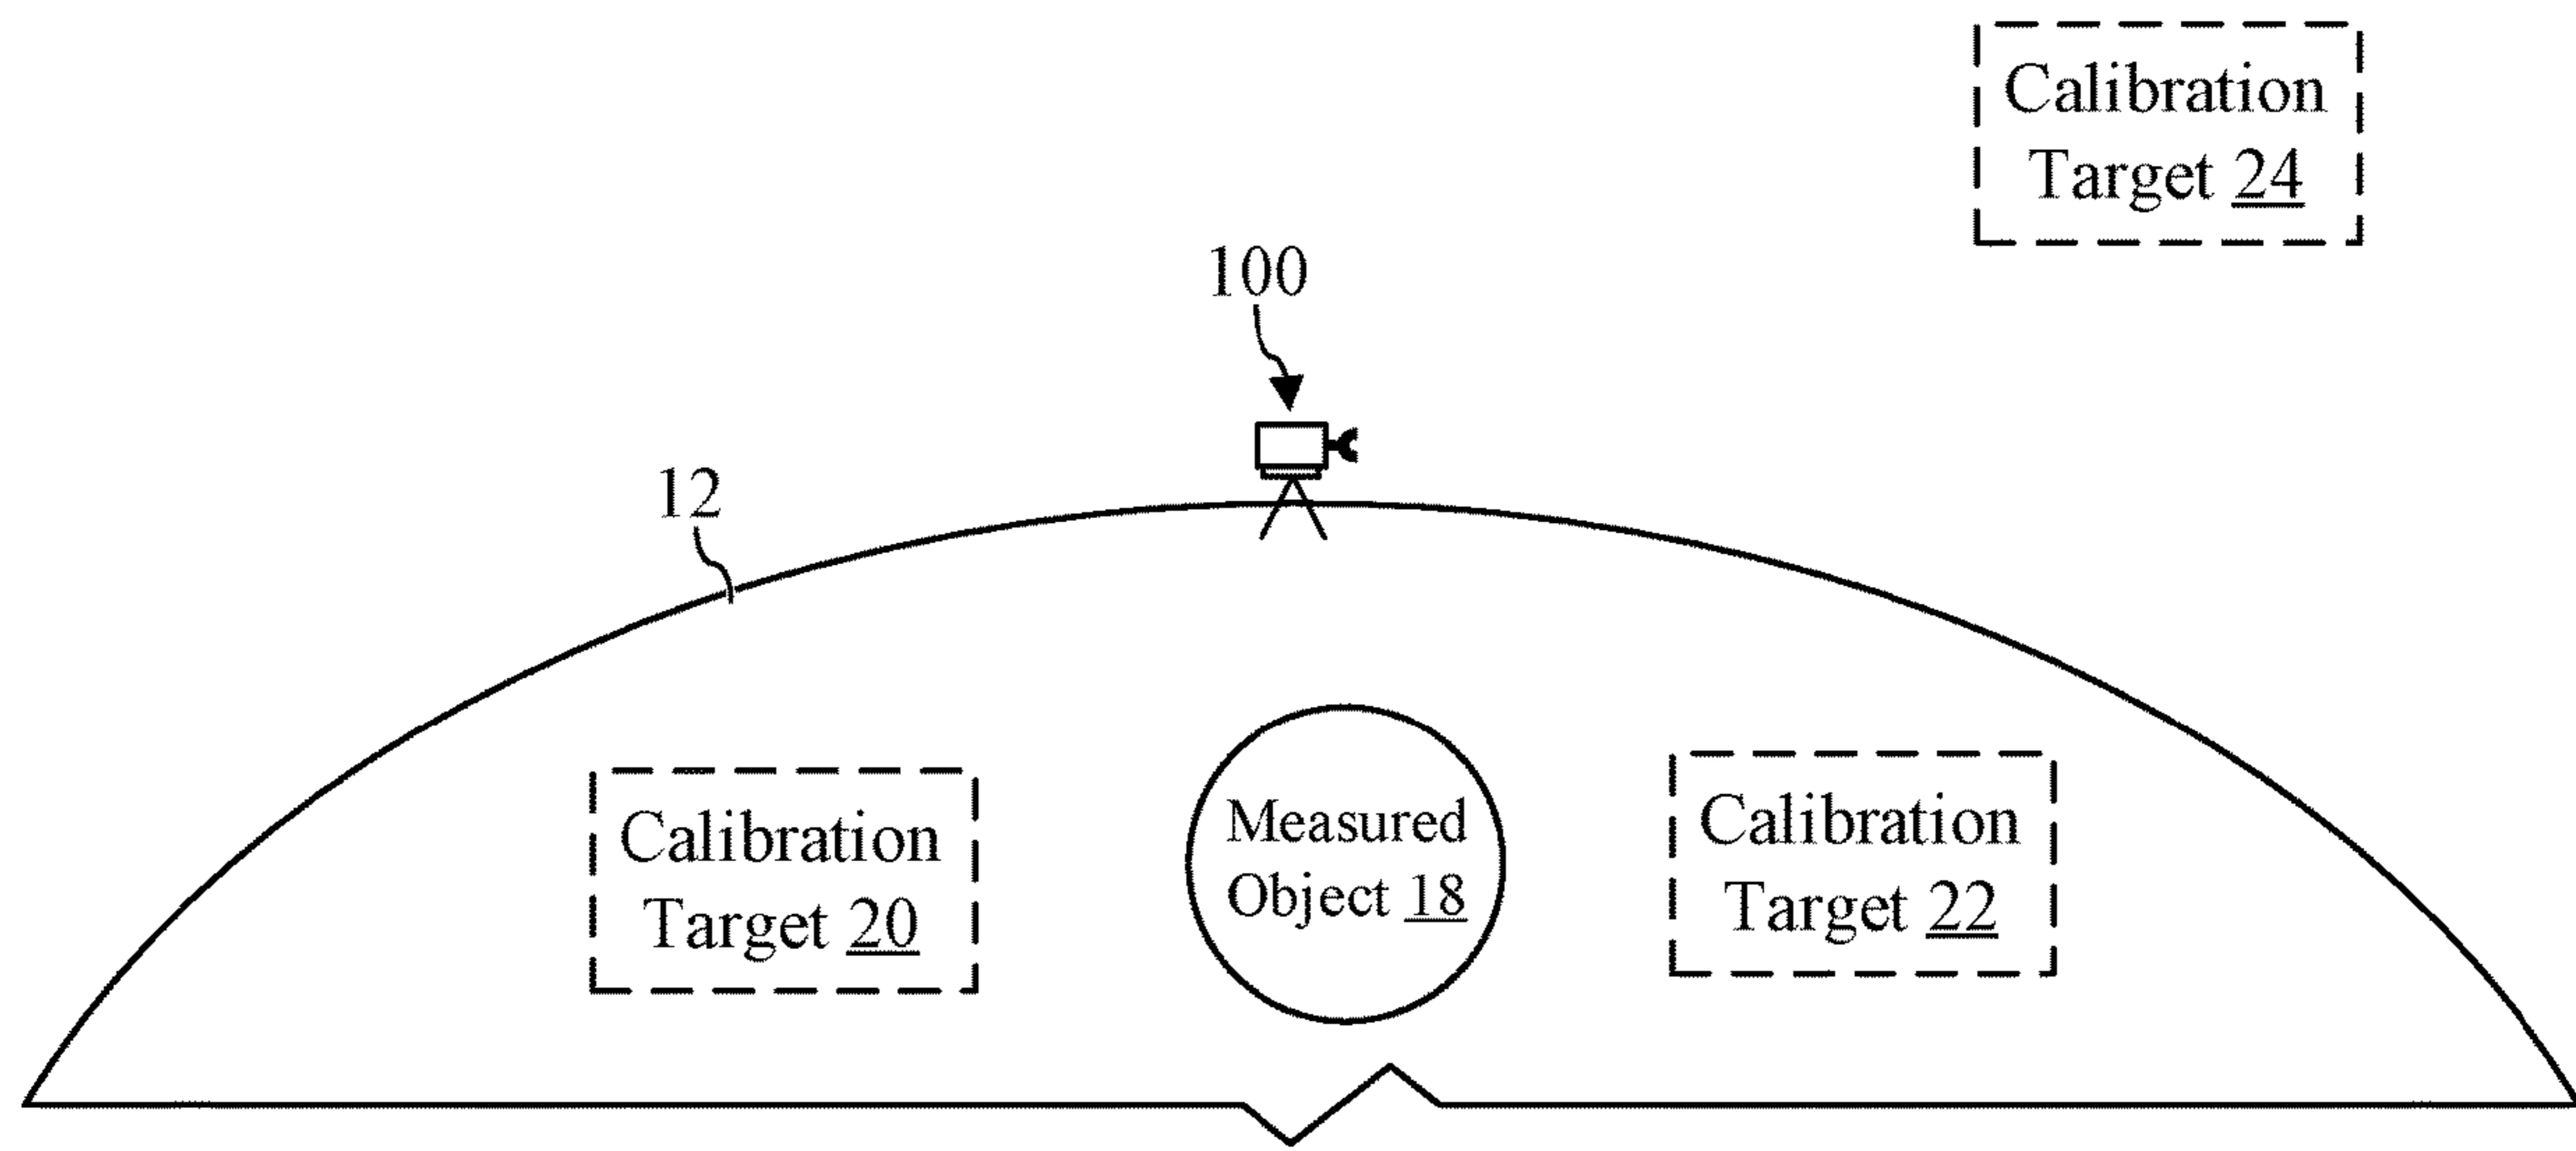 Calibration
Target 24
100
12
Measured
Object 18
Calibration
Target 20
Calibration
Target 22